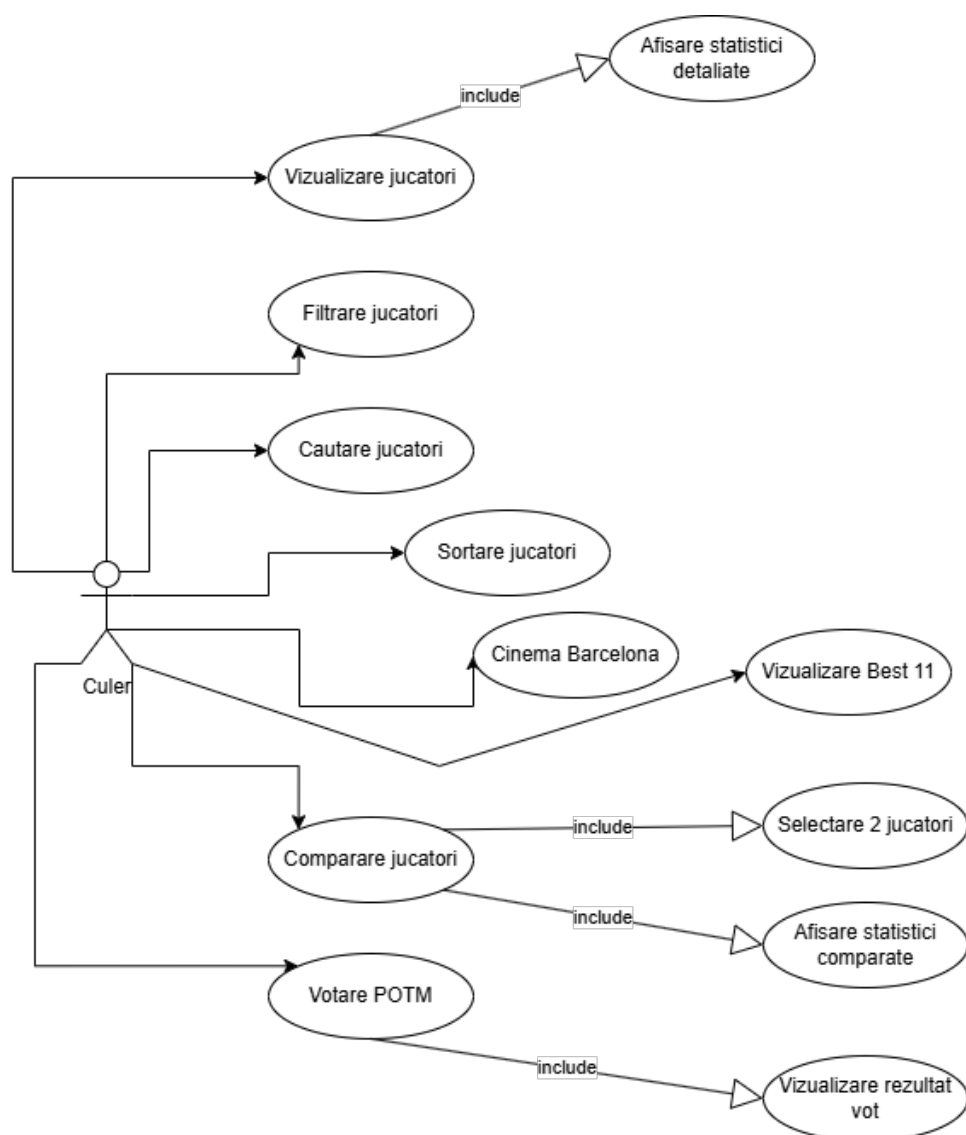 Afisare statistici
detaliate
include
Vizualizare jucatori
Filtrare jucatori
Cautare jucatori
Sortare jucatori
Cinema Barcelona
Vizualizare Best 11
Culer
Selectare 2 jucatori
include
Comparare jucatori
include
Afisare statistici
comparate
Votare POTM
include
Vizualizare rezultat
vot